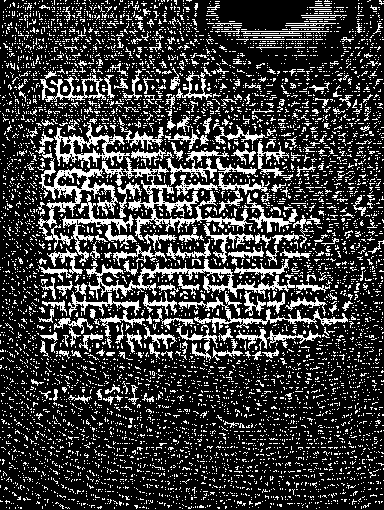 Sonnet for Lena
O dear Lena, your beauty is so vast
It is hard sometimes to describe it fast.
I thought the entire world I would impress
If only your portrait I could compress.
Alas! First when I tried to use VQ
I found that your cheeks belong to only you.
Your silky hair contains a thousand lines
Hard to match with sums of discrete cosines.
And for your lips, sensual and tactual
Thirteen Crays found not the proper fractal.
And while these setbacks are all quite severe
I might have fixed them with hacks here or there
But when filters took sparkle from your eyes
I said, 'Damn all this. I'll just digitize.'